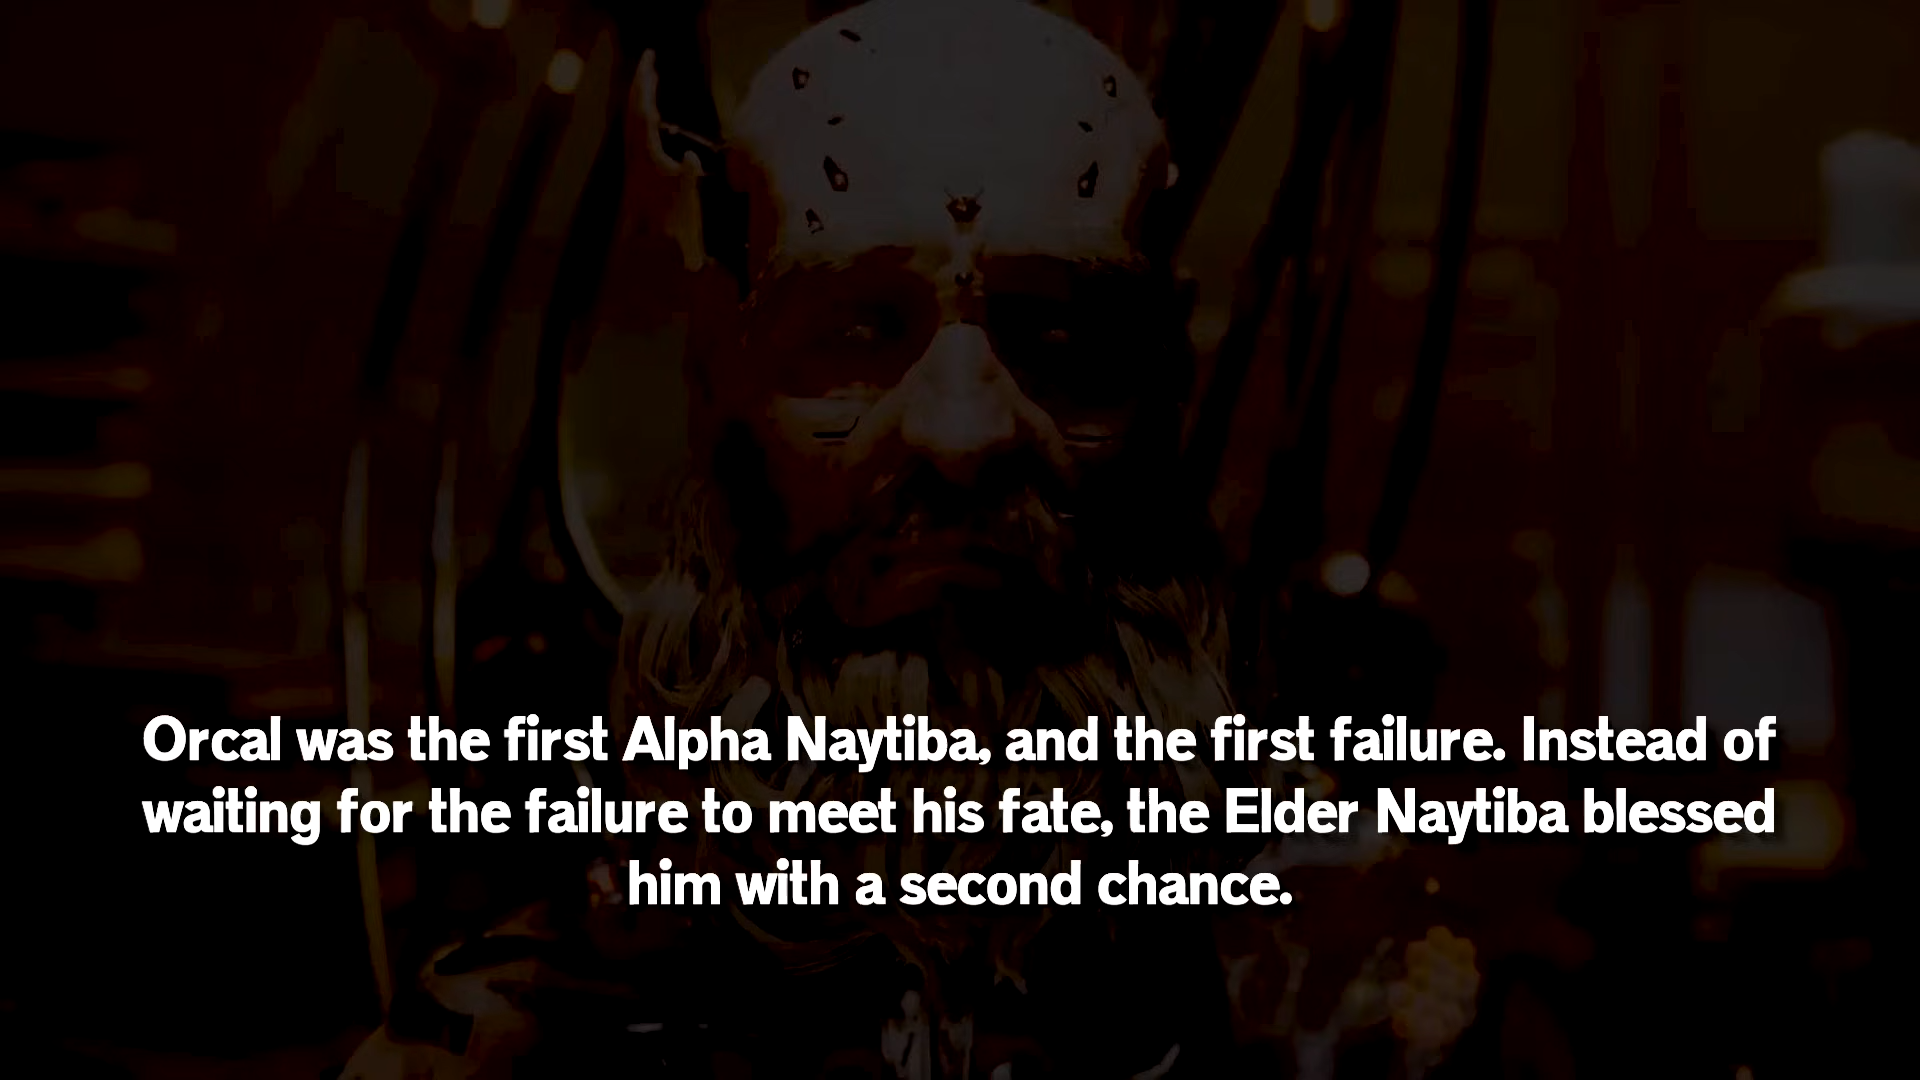 Orcal was the first Alpha Naytiba, and the first failure. Instead of
waiting for the failure to meet his fate, the Elder Naytiba blessed
him with a second chance.